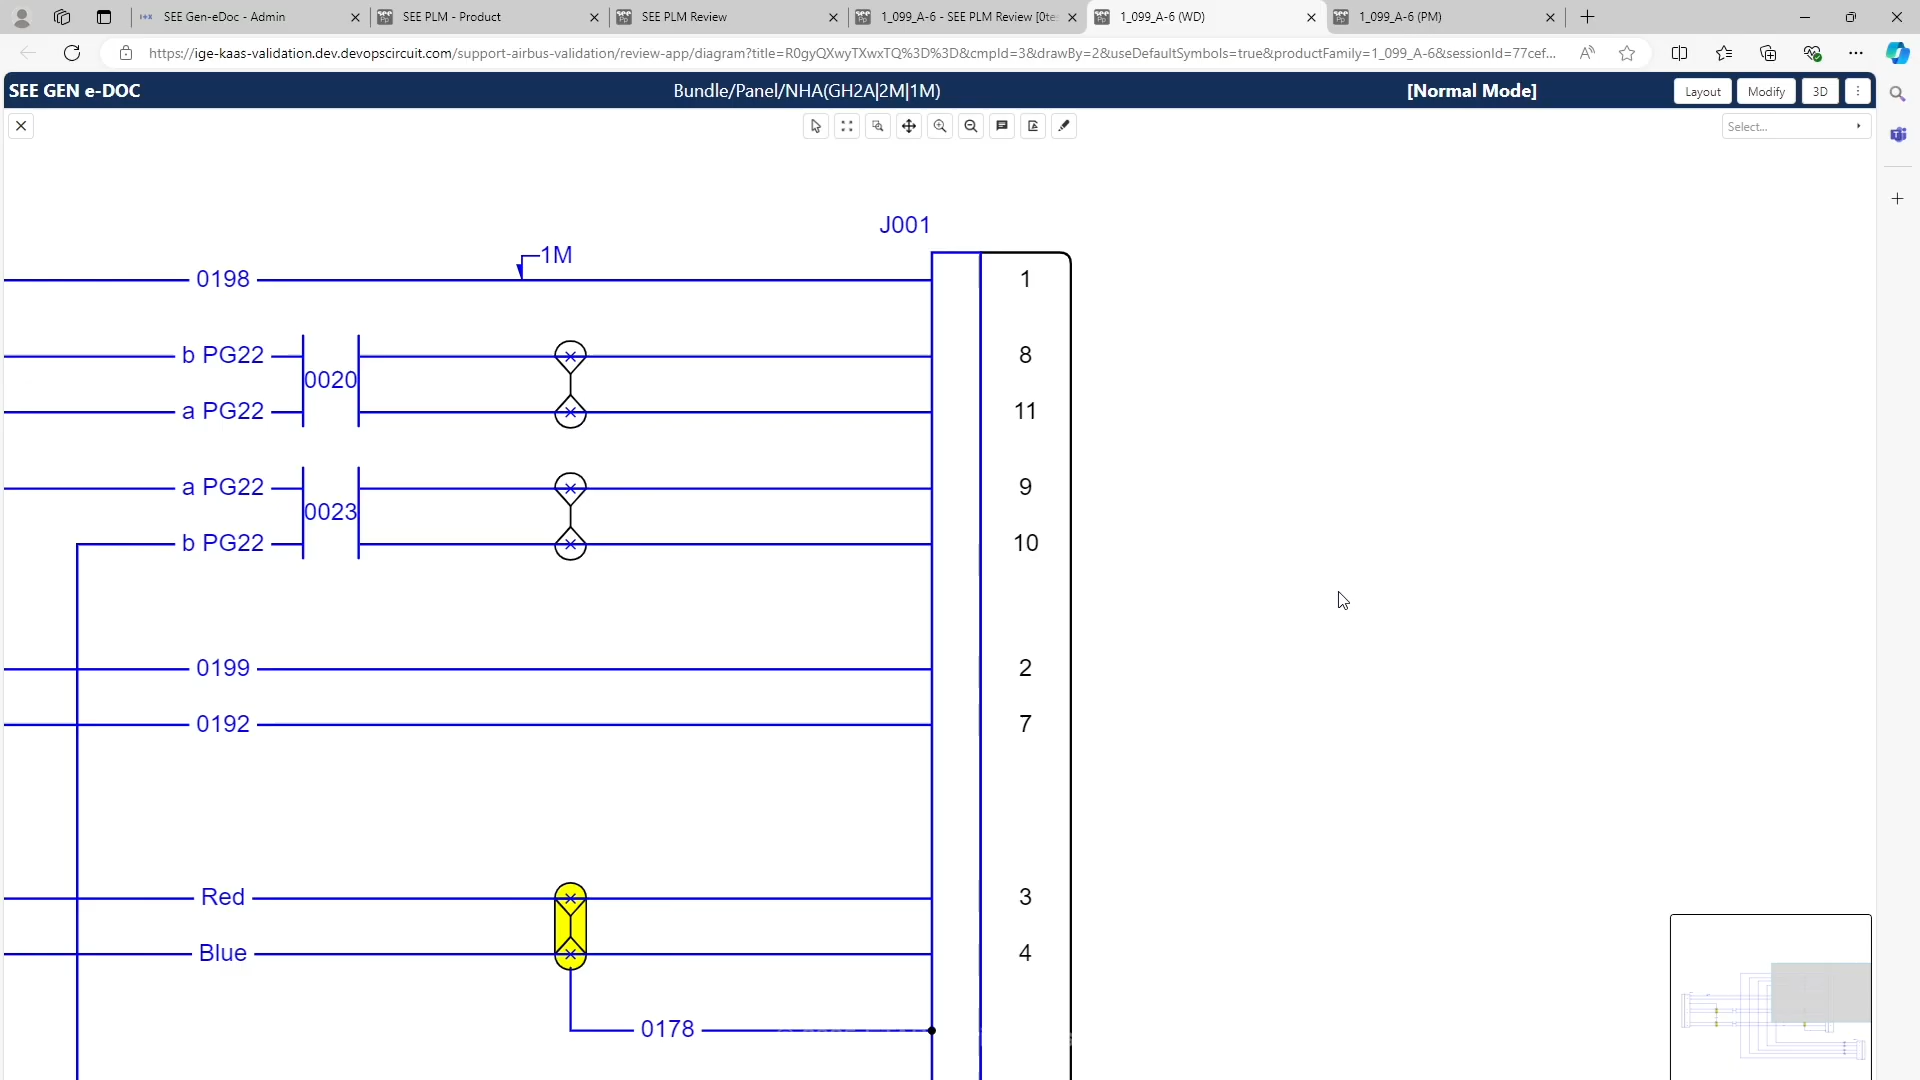 SEE Gen-eDoc - Admin
SEE PLM - Product
SEE PLM Review
1_099_A-6 - SEE PLM Review [0te
1_099_A-6 (WD)
1_099_A-6 (PM)
https://ige-kaas-validation.dev.devopscircuit.com/support-airbus-validation/review-app/diagram?title=R0gyQXwyTXwxTQ%3D%3D&cmpId=3&drawBy=2&useDefaultSymbols=true&productFamily=1_099_A-6&sessionId=77cef...
SEE GEN e-DOC
Bundle/Panel/NHA(GH2A|2M|1M)
[Normal Mode]
Layout
Modify
3D
Select...
J001
1M
0198
1
b PG22
8
0020
a PG22
11
a PG22
9
0023
b PG22
10
0199
2
0192
7
Red
3
Blue
4
0178